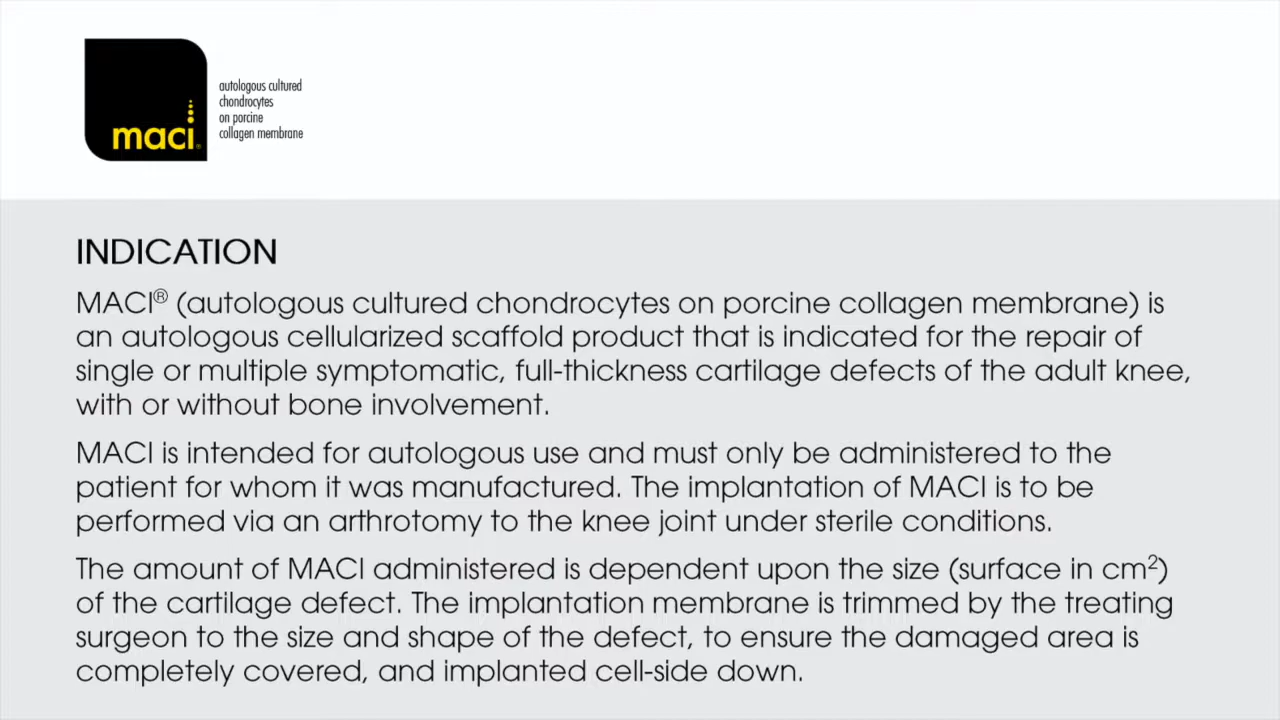 maci®
autologous cultured
chondrocytes
on porcine
collagen membrane
INDICATION
MACI® (autologous cultured chondrocytes on porcine collagen membrane) is
an autologous cellularized scaffold product that is indicated for the repair of
single or multiple symptomatic, full-thickness cartilage defects of the adult knee,
with or without bone involvement.
MACI is intended for autologous use and must only be administered to the
patient for whom it was manufactured. The implantation of MACI is to be
performed via an arthrotomy to the knee joint under sterile conditions.
The amount of MACI administered is dependent upon the size (surface in cm²)
of the cartilage defect. The implantation membrane is trimmed by the treating
surgeon to the size and shape of the defect, to ensure the damaged area is
completely covered, and implanted cell-side down.